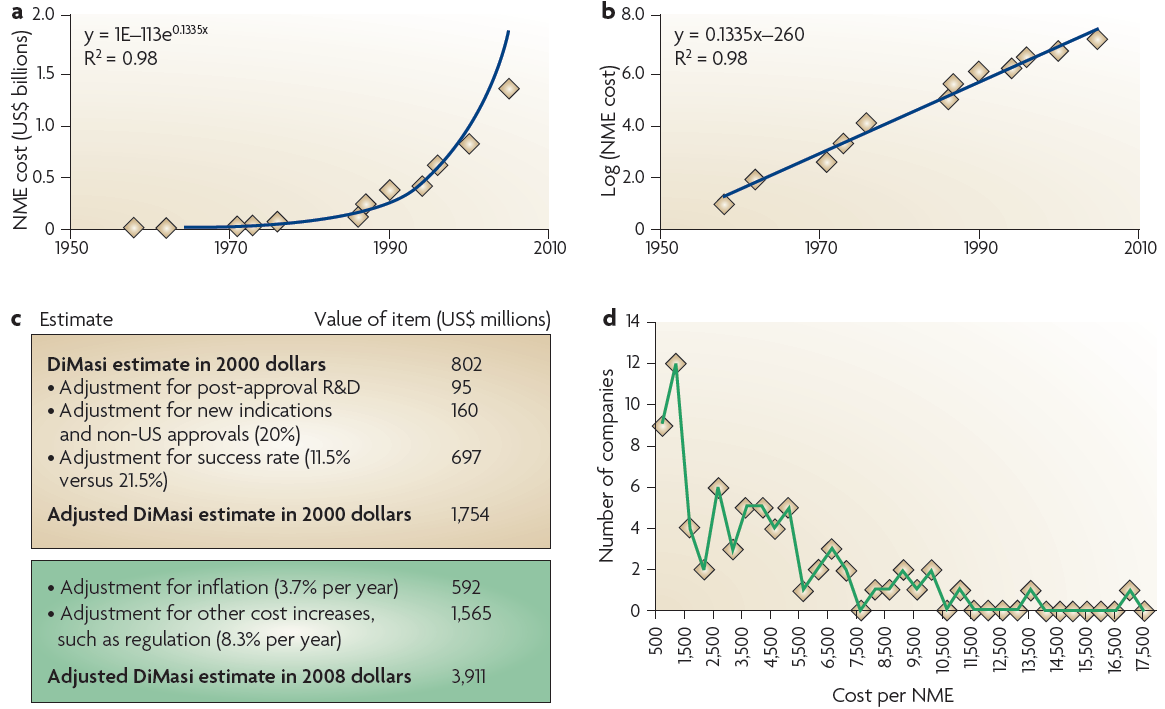 a
2.0
1.5
1.0
0.5
0
NME cost (US$ billions)
y = 1E–113e0.1335x
R2 = 0.98
1950
1970
1990
2010
b
8.0
6.0
4.0
2.0
0
Log (NME cost)
y = 0.1335x–260
R2 = 0.98
1950
1970
1990
2010
c
Estimate
Value of item (US$ millions)
DiMasi estimate in 2000 dollars
802
• Adjustment for post-approval R&D
95
• Adjustment for new indications
160
and non-US approvals (20%)
• Adjustment for success rate (11.5%
697
versus 21.5%)
Adjusted DiMasi estimate in 2000 dollars
1,754
• Adjustment for inflation (3.7% per year)
592
• Adjustment for other cost increases,
1,565
such as regulation (8.3% per year)
Adjusted DiMasi estimate in 2008 dollars
3,911
d
14
12
10
8
6
4
2
0
Number of companies
500
1,500
2,500
3,500
4,500
5,500
6,500
7,500
8,500
9,500
10,500
11,500
12,500
13,500
14,500
15,500
16,500
17,500
Cost per NME